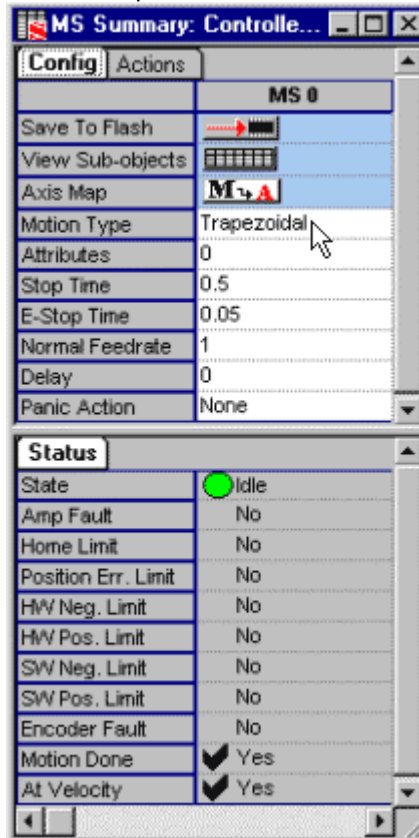 MS Summary: Controlle...
Config Actions
MS 0
Save To Flash
View Sub-objects
Axis Map M A
Motion Type Trapezoidal
Attributes 0
Stop Time 0.5
E-Stop Time 0.05
Normal Feedrate 1
Delay 0
Panic Action None
Status
State Idle
Amp Fault No
Home Limit No
Position Err. Limit No
HW Neg. Limit No
HW Pos. Limit No
SW Neg. Limit No
SW Pos. Limit No
Encoder Fault No
Motion Done Yes
At Velocity Yes